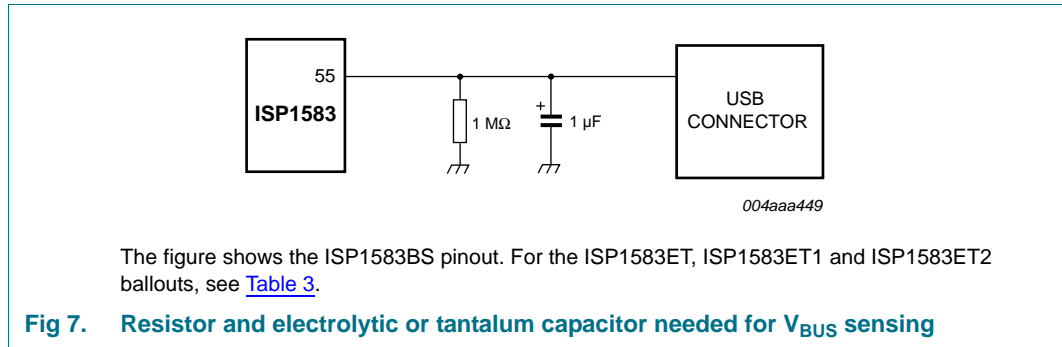 55
ISP1583
1 MΩ
+
1 µF
USB
CONNECTOR
004aaa449
The figure shows the ISP1583BS pinout. For the ISP1583ET, ISP1583ET1 and ISP1583ET2
ballouts, see Table 3.
Fig 7. Resistor and electrolytic or tantalum capacitor needed for VBUS sensing